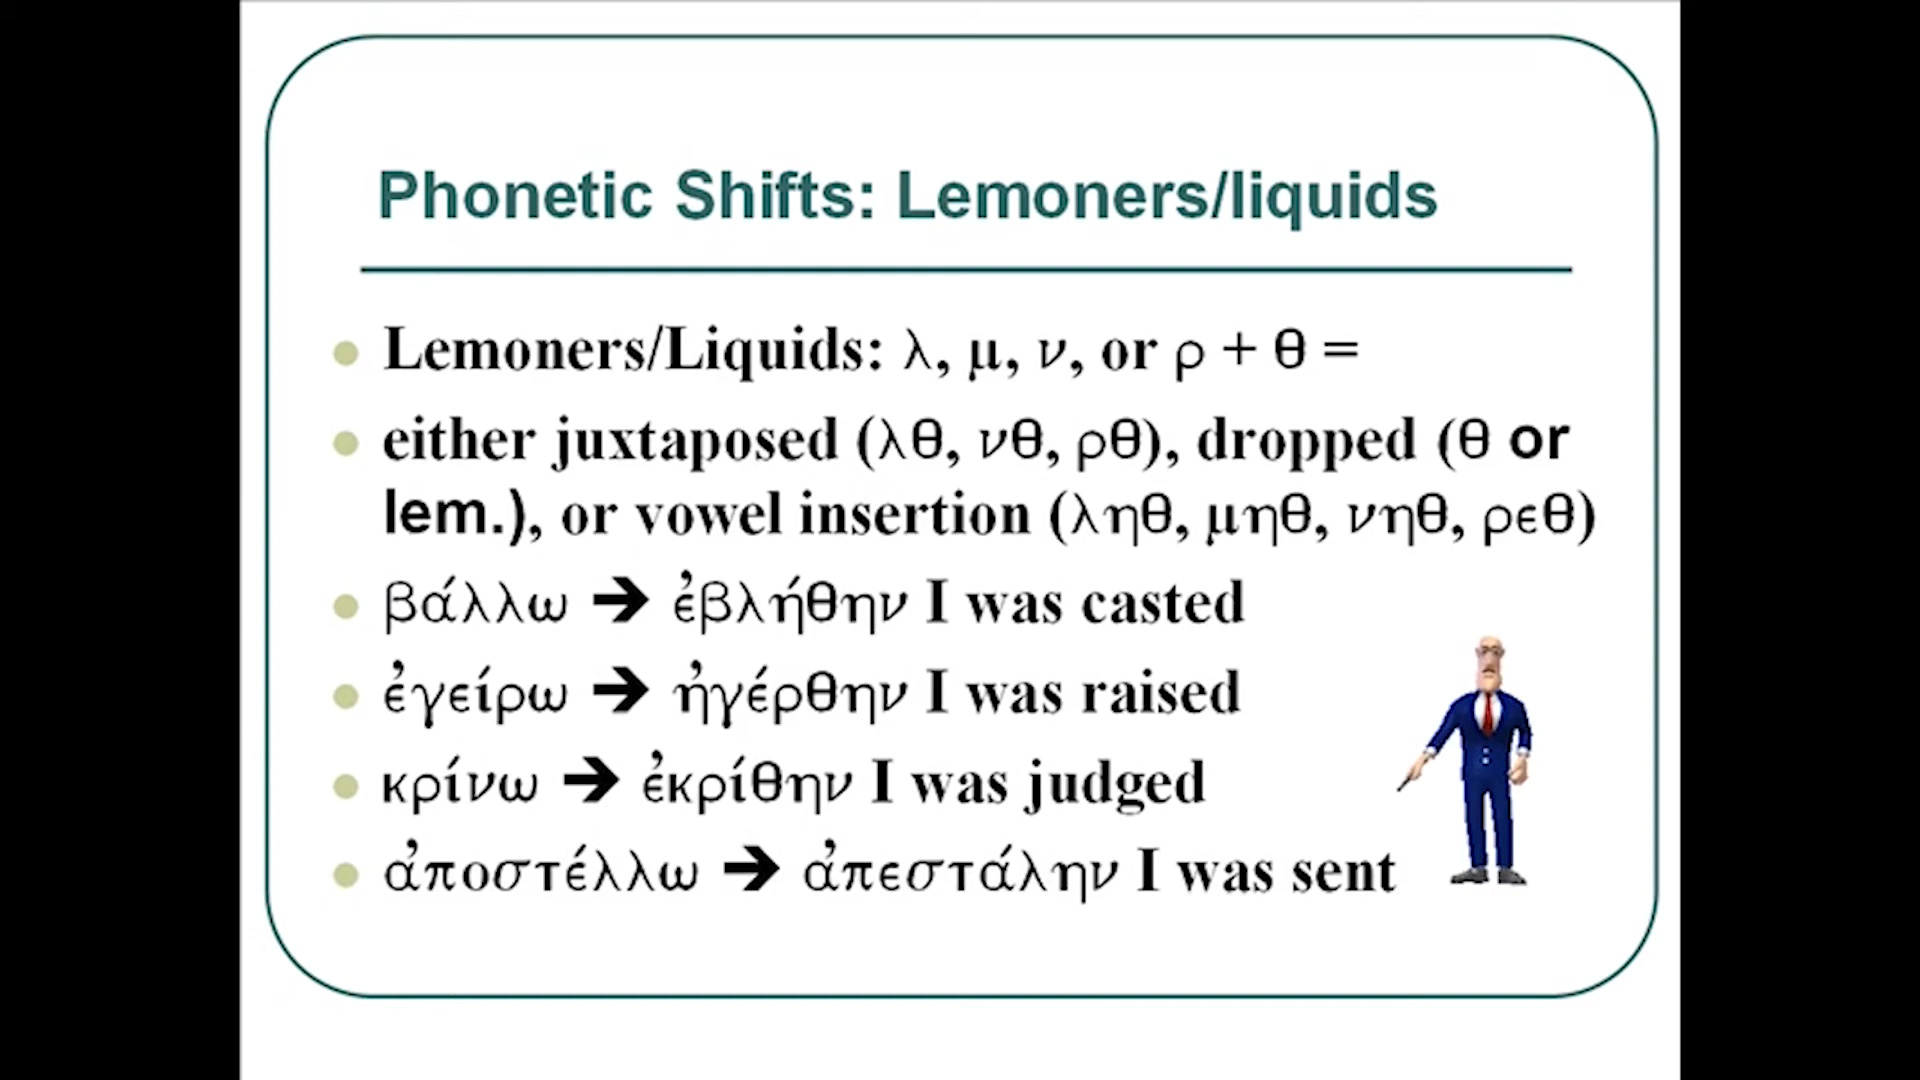 Phonetic Shifts: Lemoners/liquids
Lemoners/Liquids: λ, μ, ν, or ρ + θ =
either juxtaposed (λθ, νθ, ρθ), dropped (θ or
lem.), or vowel insertion (ληθ, μηθ, νηθ, ρεθ)
βάλλω ➔ ἐβλήθην I was casted
ἐγείρω ➔ ἠγέρθην I was raised
κρίνω ➔ ἐκρίθην I was judged
ἀποστέλλω ➔ ἀπεστάλην I was sent